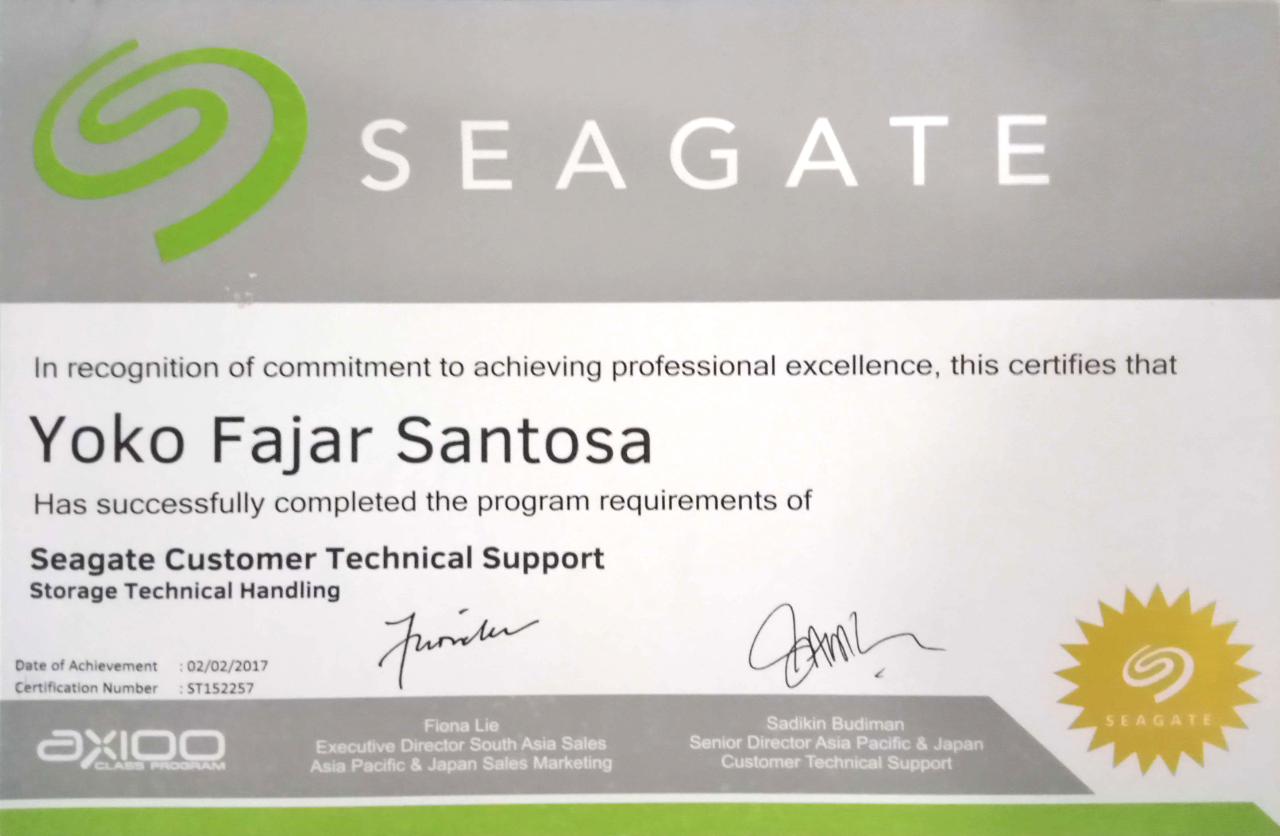 SEAGATE
In recognition of commitment to achieving professional excellence, this certifies that
Yoko Fajar Santosa
Has successfully completed the program requirements of
Seagate Customer Technical Support
Storage Technical Handling
Date of Achievement : 02/02/2017
Certification Number : ST152257
axioo
CLASS PROGRAM
Fiona Lie
Executive Director South Asia Sales
Asia Pacific & Japan Sales Marketing
Sadikin Budiman
Senior Director Asia Pacific & Japan
Customer Technical Support
SEAGATE